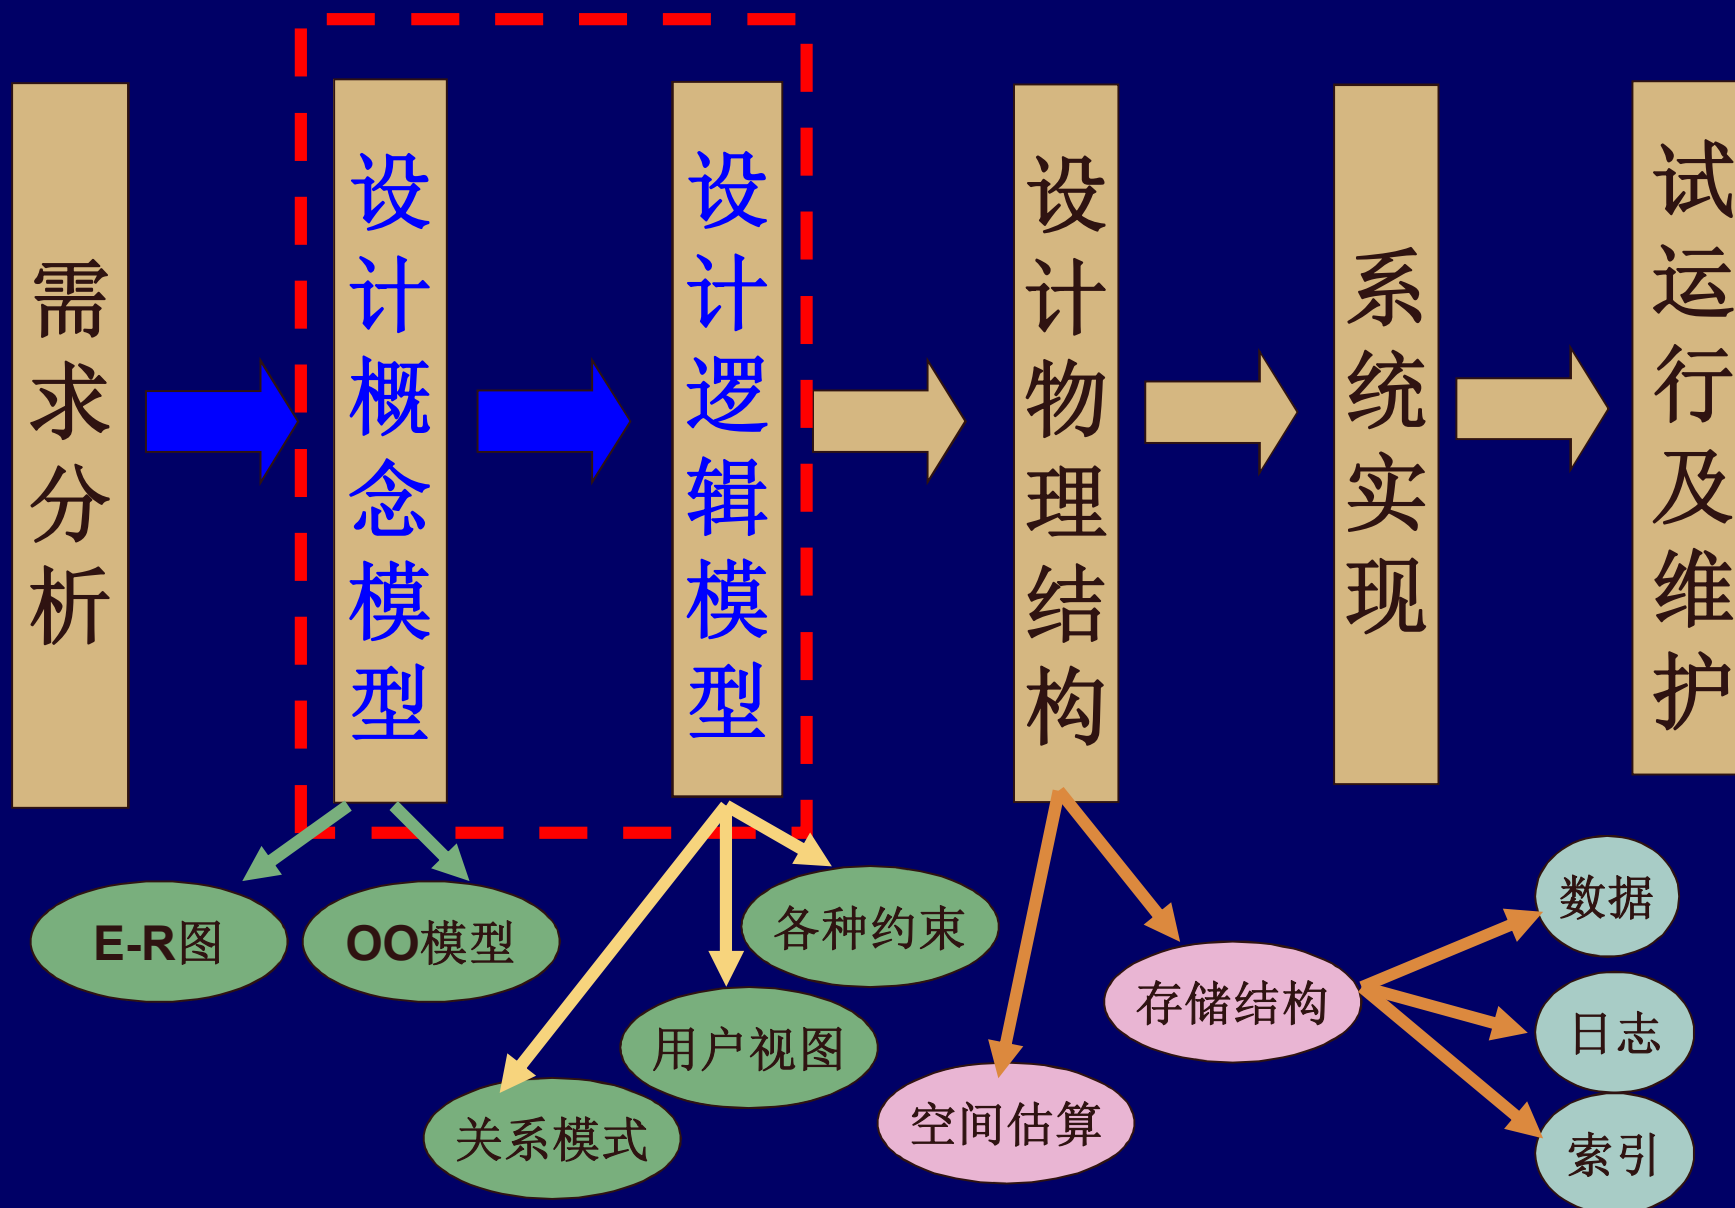 需求分析
设计概念模型
设计逻辑模型
设计物理结构
系统实现
试运行及维护
E-R图
OO模型
各种约束
用户视图
关系模式
存储结构
空间估算
数据
日志
索引